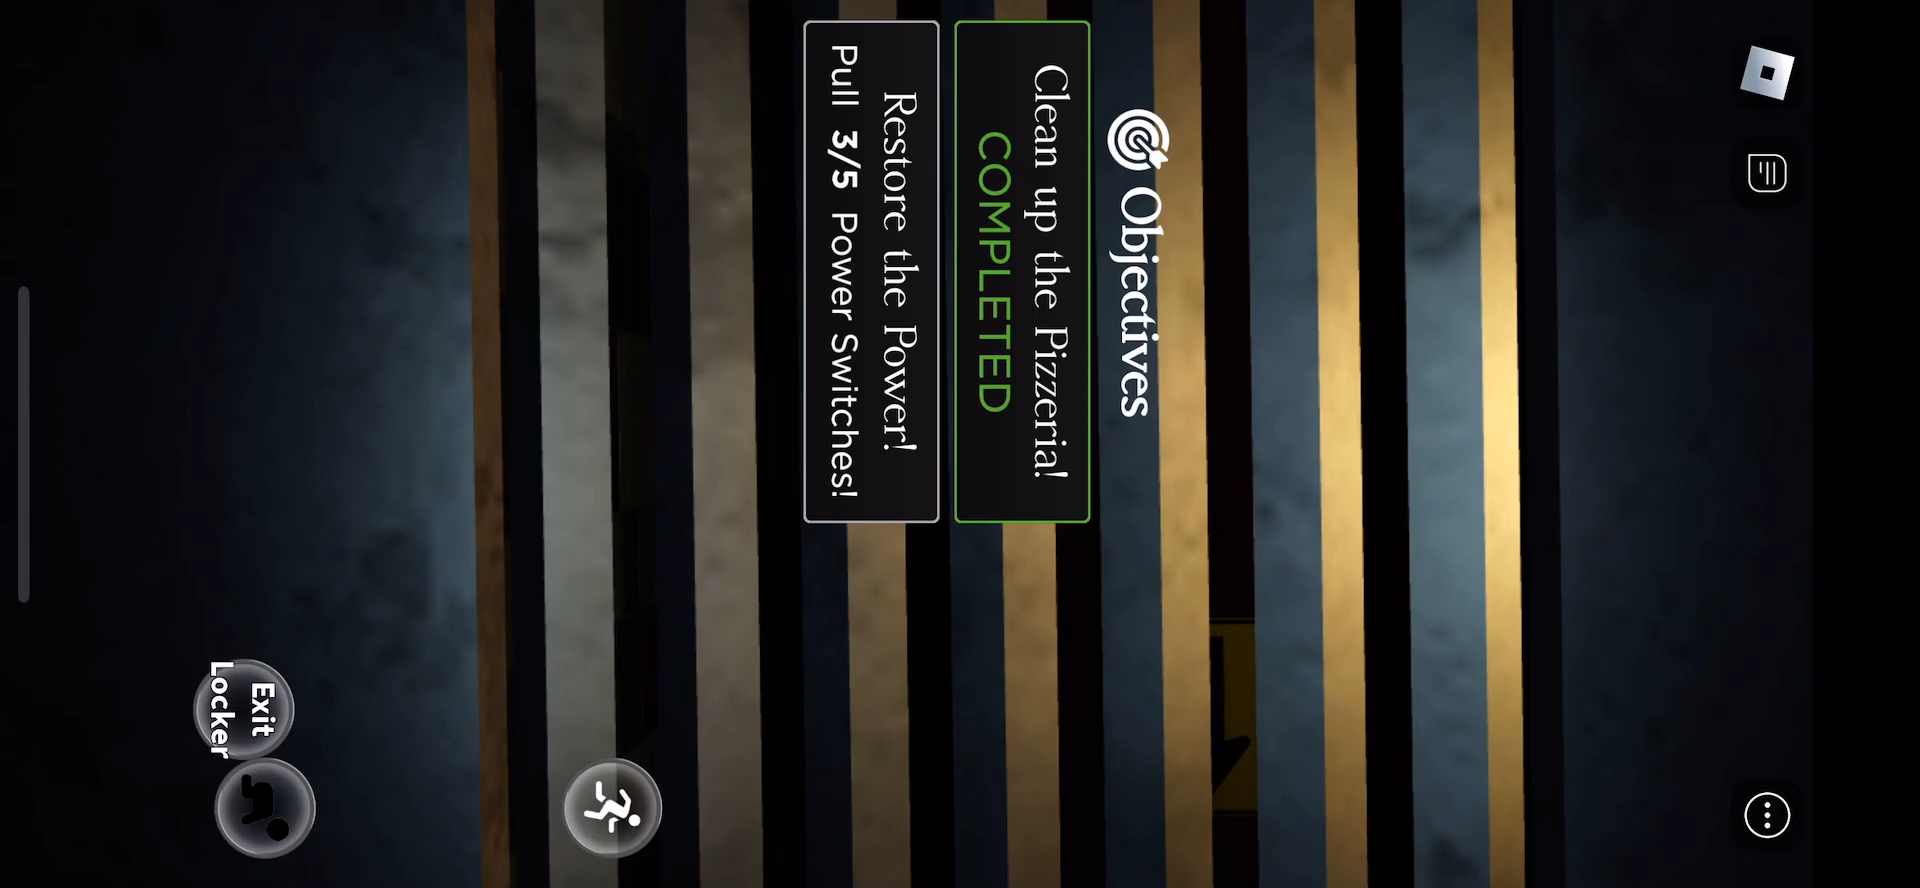 Objectives
Clean up the Pizzeria!
COMPLETED
Restore the Power!
Pull 3/5 Power Switches!
Exit
Locker